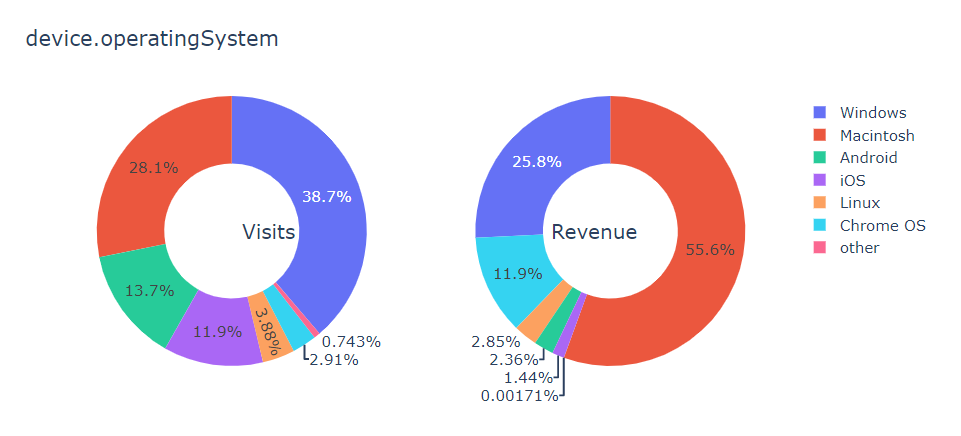 device.operatingSystem
28.1%
38.7%
Visits
13.7%
11.9%
3.88%
0.743%
2.91%
25.8%
Revenue
55.6%
11.9%
2.85%
2.36%
1.44%
0.00171%
Windows
Macintosh
Android
iOS
Linux
Chrome OS
other